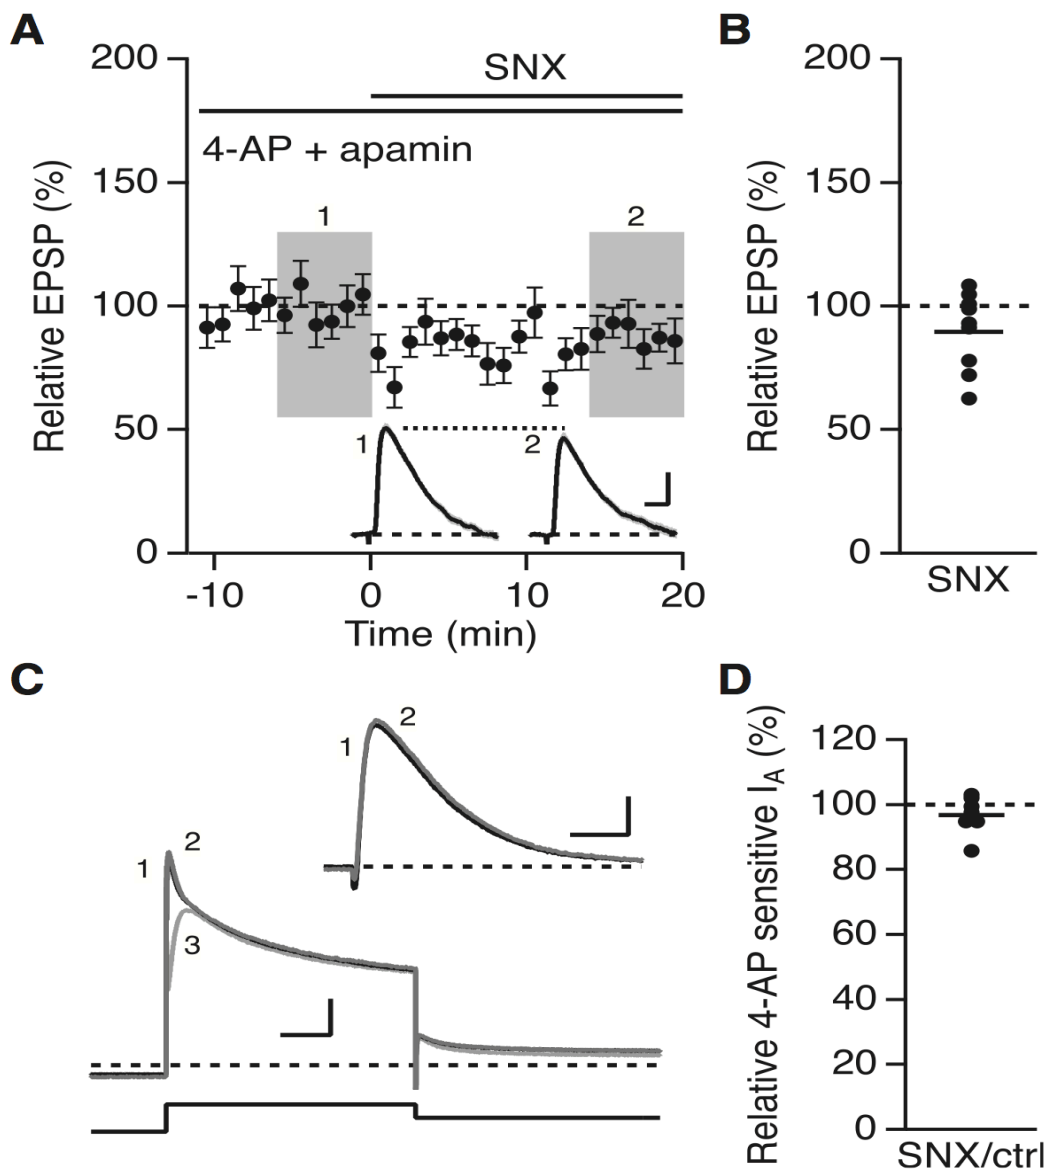 A
200
150
100
50
0
Relative EPSP (%)
SNX
4-AP + apamin
1
2
1
2
-10
0
10
20
Time (min)
B
200
150
100
50
0
Relative EPSP (%)
SNX
C
1
2
1
2
3
D
120
100
80
60
40
20
0
Relative 4-AP sensitive IA (%)
SNX/ctrl